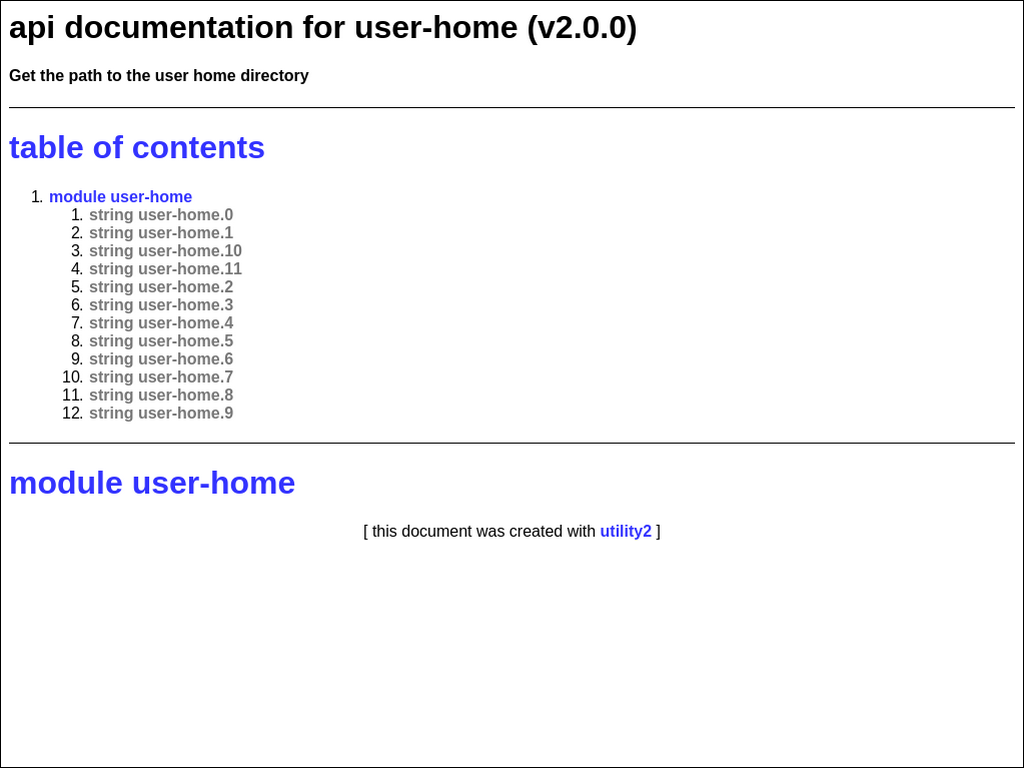 api documentation for user-home (v2.0.0)
Get the path to the user home directory
table of contents
1. module user-home
1. string user-home.0
2. string user-home.1
3. string user-home.10
4. string user-home.11
5. string user-home.2
6. string user-home.3
7. string user-home.4
8. string user-home.5
9. string user-home.6
10. string user-home.7
11. string user-home.8
12. string user-home.9
module user-home
[ this document was created with utility2 ]